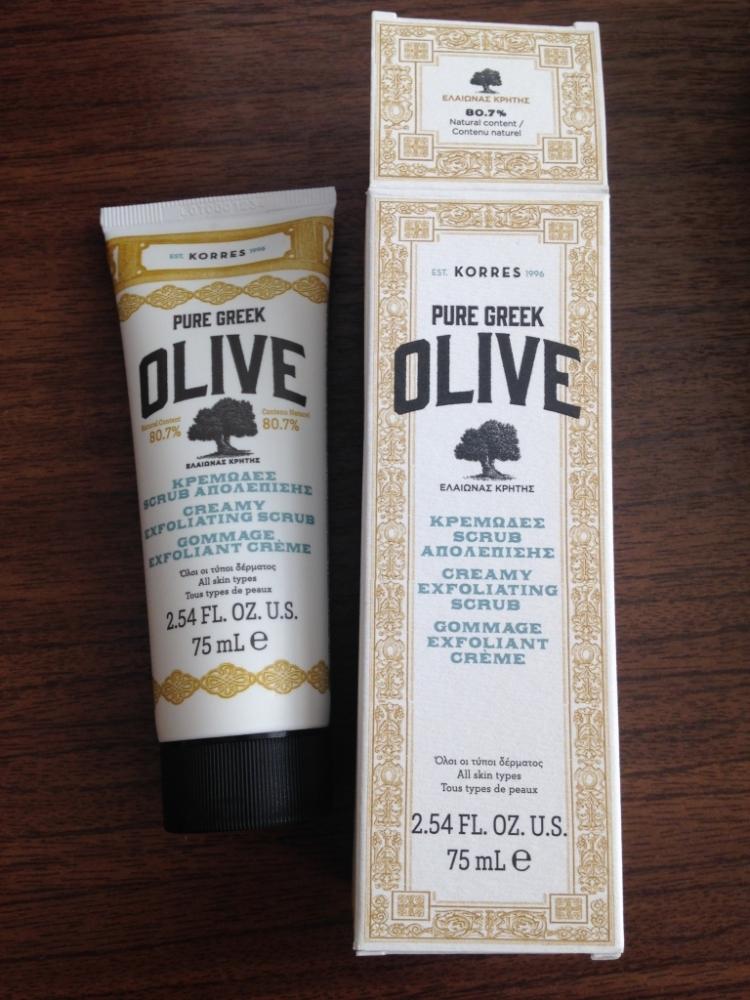 EST. KORRES 1996
PURE GREEK
OLIVE
Natural Content
80.7%
Contenu Naturel
80.7%
ΕΛΑΙΩΝΑΣ ΚΡΗΤΗΣ
ΚΡΕΜΩΔΕΣ
SCRUB ΑΠΟΛΕΠΙΣΗΣ
CREAMY
EXFOLIATING SCRUB
GOMMAGE
EXFOLIANT CRÈME
Όλοι οι τύποι δέρματος
All skin types
Tous types de peaux
2.54 FL. OZ. U.S.
75 mL e
ΕΛΑΙΩΝΑΣ ΚΡΗΤΗΣ
80.7%
Natural content /
Contenu naturel
EST. KORRES 1996
PURE GREEK
OLIVE
ΕΛΑΙΩΝΑΣ ΚΡΗΤΗΣ
ΚΡΕΜΩΔΕΣ
SCRUB
ΑΠΟΛΕΠΙΣΗΣ
CREAMY
EXFOLIATING
SCRUB
GOMMAGE
EXFOLIANT
CRÈME
Όλοι οι τύποι δέρματος
All skin types
Tous types de peaux
2.54 FL. OZ. U.S.
75 mL e